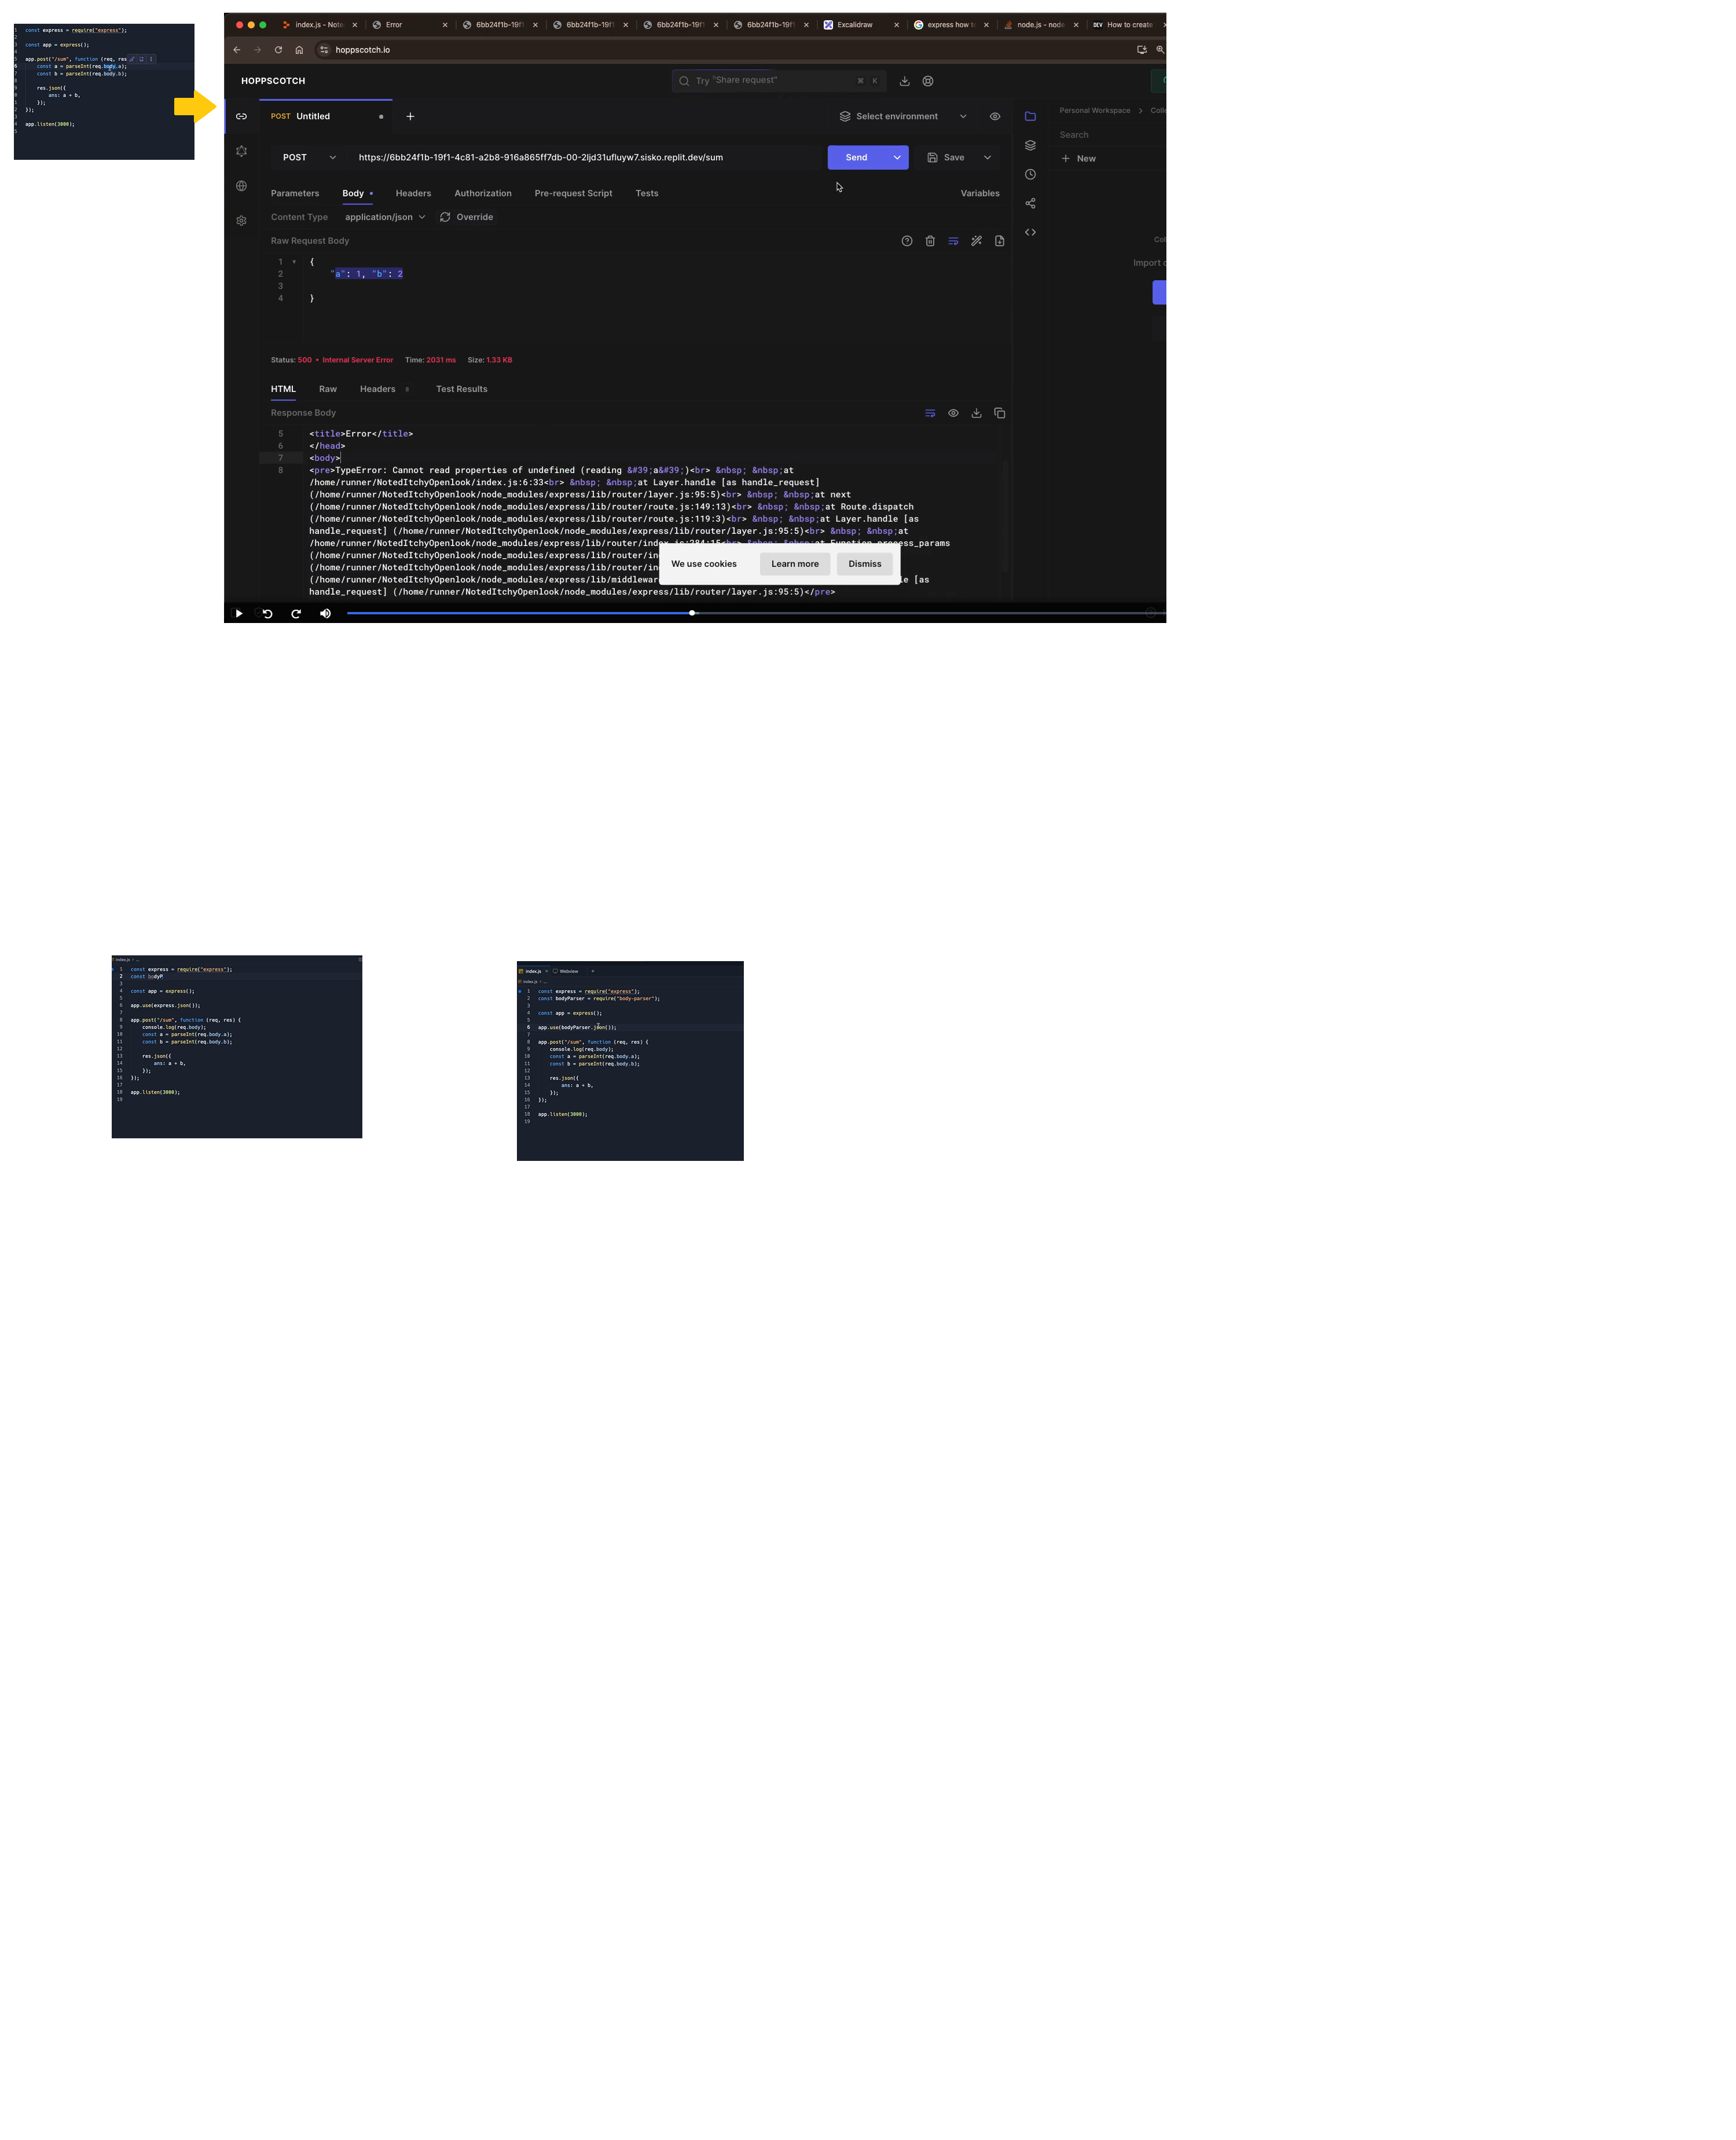 1 const express = require("express");
2
3 const app = express();
4
5 app.post("/sum", function (req, res
6 const a = parseInt(req.body.a);
7 const b = parseInt(req.body.b);
8
9 res.json({
0 ans: a + b,
1 });
2 });
3
4 app.listen(3000);
5
index.js - Note
Error
6bb24f1b-19f1
6bb24f1b-19f1
6bb24f1b-19f1
6bb24f1b-19f1
Excalidraw
express how to
node.js - node
DEV How to create
hoppscotch.io
HOPPSCOTCH
Try "Share request"
⌘ K
POST Untitled
Select environment
Personal Workspace > Coll
Search
+ New
POST
https://6bb24f1b-19f1-4c81-a2b8-916a865ff7db-00-2ljd31ufluyw7.sisko.replit.dev/sum
Send
Save
Parameters Body Headers Authorization Pre-request Script Tests Variables
Content Type application/json Override
Raw Request Body
Col
Import c
1 {
2 "a": 1, "b": 2
3
4 }
Status: 500 • Internal Server Error Time: 2031 ms Size: 1.33 KB
HTML Raw Headers 8 Test Results
Response Body
5 <title>Error</title>
</head>
7 <body>
8 <pre>TypeError: Cannot read properties of undefined (reading &#39;a&#39;)<br> &nbsp; &nbsp;at
/home/runner/NotedItchyOpenlook/index.js:6:33<br> &nbsp; &nbsp;at Layer.handle [as handle_request]
(/home/runner/NotedItchyOpenlook/node_modules/express/lib/router/layer.js:95:5)<br> &nbsp; &nbsp;at next
(/home/runner/NotedItchyOpenlook/node_modules/express/lib/router/route.js:149:13)<br> &nbsp; &nbsp;at Route.dispatch
(/home/runner/NotedItchyOpenlook/node_modules/express/lib/router/route.js:119:3)<br> &nbsp; &nbsp;at Layer.handle [as
handle_request] (/home/runner/NotedItchyOpenlook/node_modules/express/lib/router/layer.js:95:5)<br> &nbsp; &nbsp;at
/home/runner/NotedItchyOpenlook/node_modules/express/lib/router/index.js:284:15<br> &nbsp; &nbsp;at Function.process_params
(/home/runner/NotedItchyOpenlook/node_modules/express/lib/router/in
(/home/runner/NotedItchyOpenlook/node_modules/express/lib/router/in
(/home/runner/NotedItchyOpenlook/node_modules/express/lib/middlewar le [as
handle_request] (/home/runner/NotedItchyOpenlook/node_modules/express/lib/router/layer.js:95:5)</pre>
We use cookies Learn more Dismiss
index.js > ...
1 const express = require("express");
2 const bodyP
3
4 const app = express();
5
6 app.use(express.json());
7
8 app.post("/sum", function (req, res) {
9 console.log(req.body);
10 const a = parseInt(req.body.a);
11 const b = parseInt(req.body.b);
12
13 res.json({
14 ans: a + b,
15 });
16 });
17
18 app.listen(3000);
19
index.js × Webview +
index.js > ...
1 const express = require("express");
2 const bodyParser = require("body-parser");
3
4 const app = express();
5
6 app.use(bodyParser.json());
7
8 app.post("/sum", function (req, res) {
9 console.log(req.body);
10 const a = parseInt(req.body.a);
11 const b = parseInt(req.body.b);
12
13 res.json({
14 ans: a + b,
15 });
16 });
17
18 app.listen(3000);
19